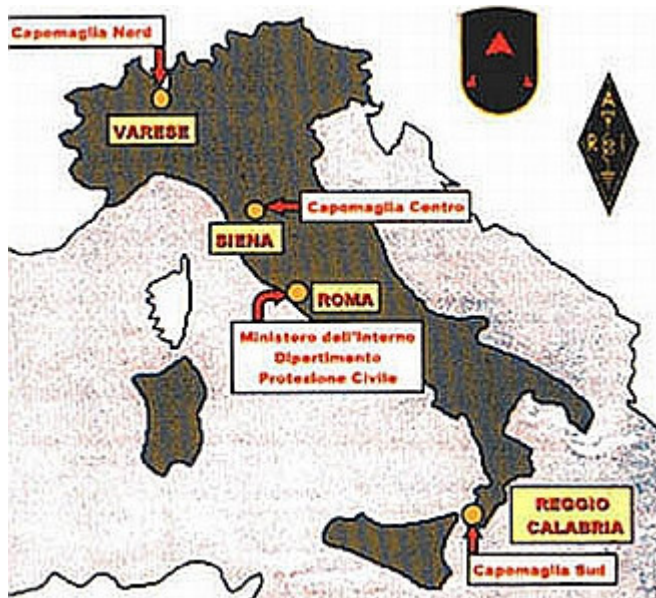 Capomaglia Nord
VARESE
Capomaglia Centro
SIENA
ROMA
Ministero dell'Interno
Dipartimento
Protezione Civile
REGGIO
CALABRIA
Capomaglia Sud
A
R I